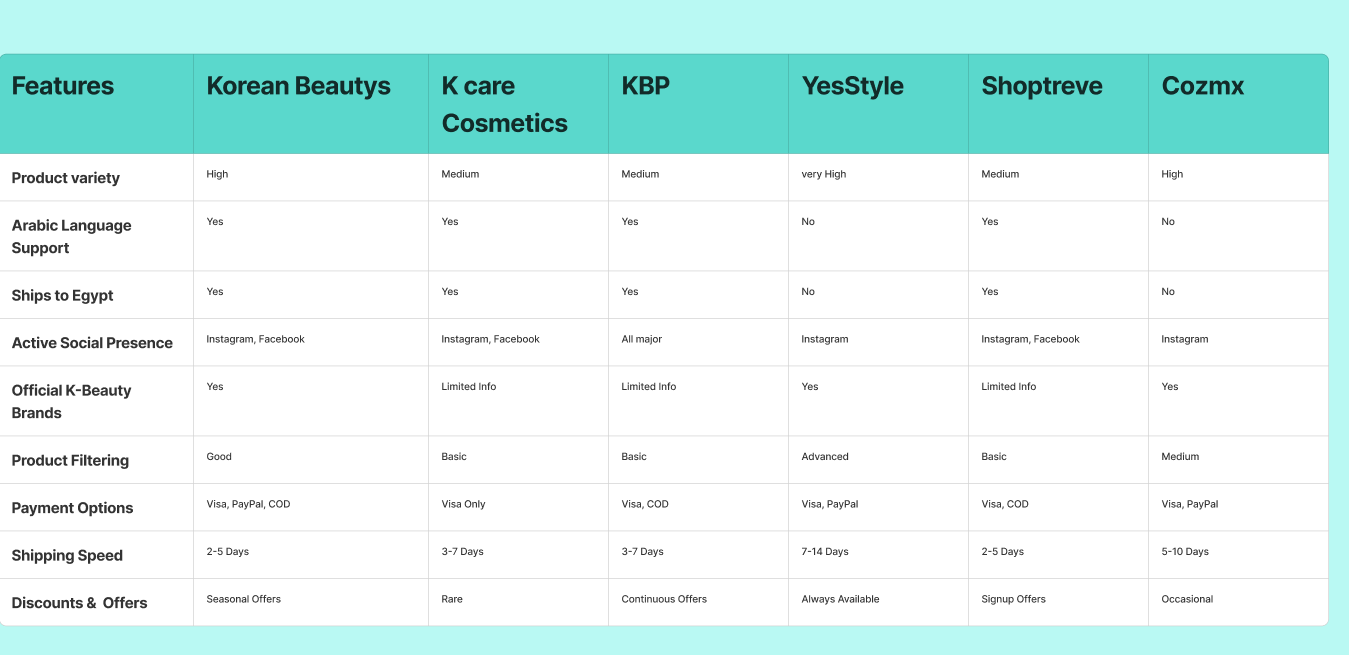 Features Korean Beautys K care KBP YesStyle Shoptreve Cozmx
Cosmetics
Product variety High Medium Medium very High Medium High
Arabic Language Yes Yes Yes No Yes No
Support
Ships to Egypt Yes Yes Yes No Yes No
Active Social Presence Instagram, Facebook Instagram, Facebook All major Instagram Instagram, Facebook Instagram
Official K-Beauty Yes Limited Info Limited Info Yes Limited Info Yes
Brands
Product Filtering Good Basic Basic Advanced Basic Medium
Payment Options Visa, PayPal, COD Visa Only Visa, COD Visa, PayPal Visa, COD Visa, PayPal
Shipping Speed 2-5 Days 3-7 Days 3-7 Days 7-14 Days 2-5 Days 5-10 Days
Discounts & Offers Seasonal Offers Rare Continuous Offers Always Available Signup Offers Occasional